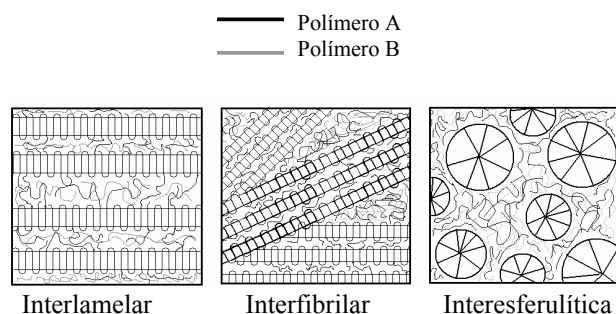 Polímero A
Polímero B
Interlamelar Interfibrilar Interesferulítica